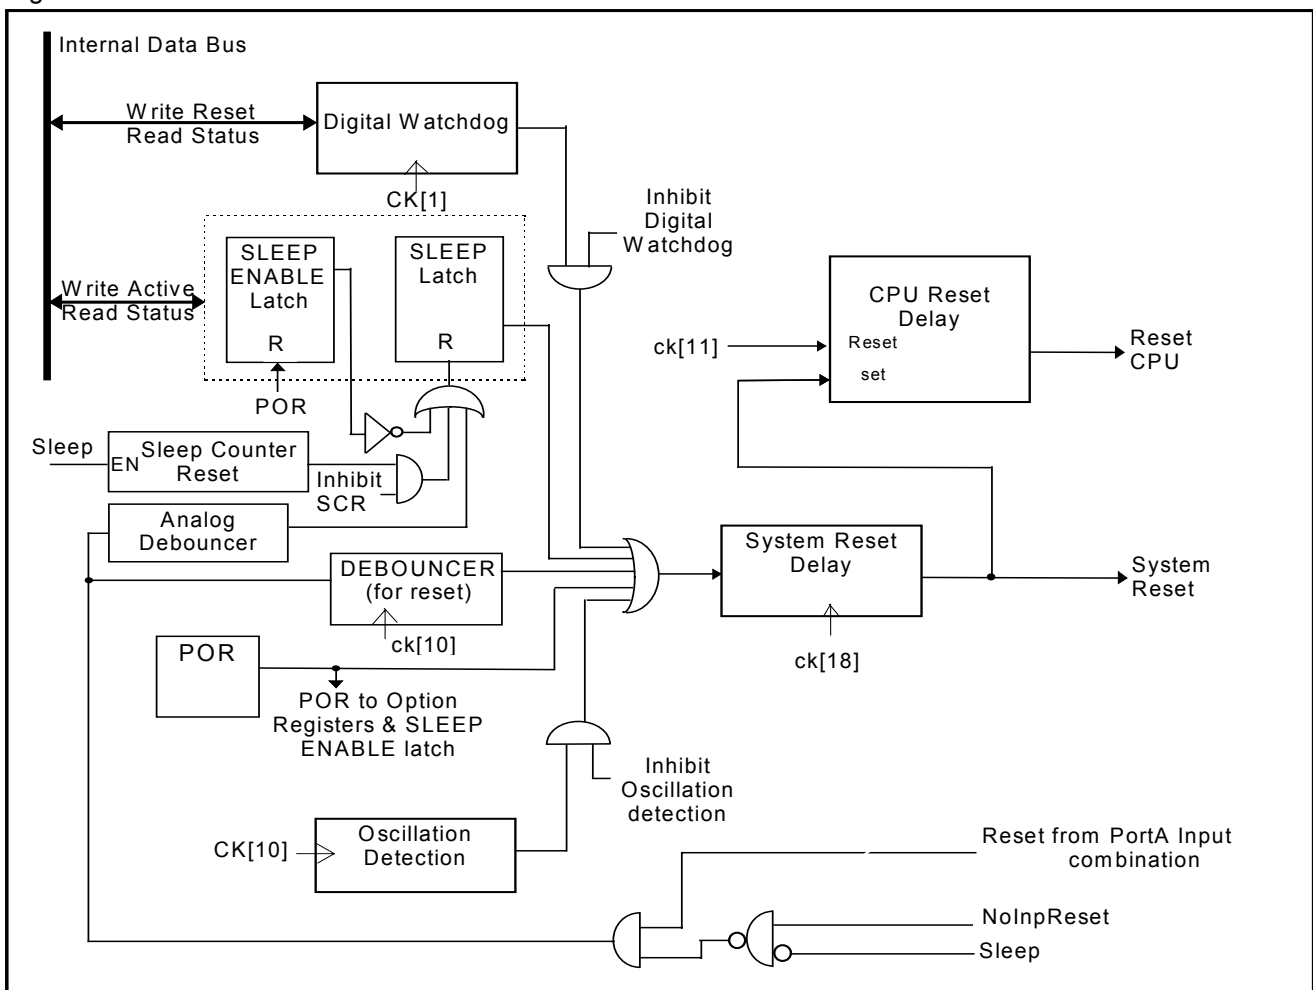 Internal Data Bus
Write Reset
Read Status
Digital Watchdog
CK[1]
Inhibit
Digital
Watchdog
SLEEP
ENABLE
Latch
R
SLEEP
Latch
R
Write Active
Read Status
POR
CPU Reset
Delay
Reset
set
ck[11]
Reset
CPU
Sleep
EN
Sleep Counter
Reset
Inhibit
SCR
Analog
Debouncer
DEBOUNCER
(for reset)
ck[10]
System Reset
Delay
ck[18]
System
Reset
POR
POR to Option
Registers & SLEEP
ENABLE latch
Inhibit
Oscillation
detection
CK[10]
Oscillation
Detection
Reset from PortA Input
combination
NoInpReset
Sleep